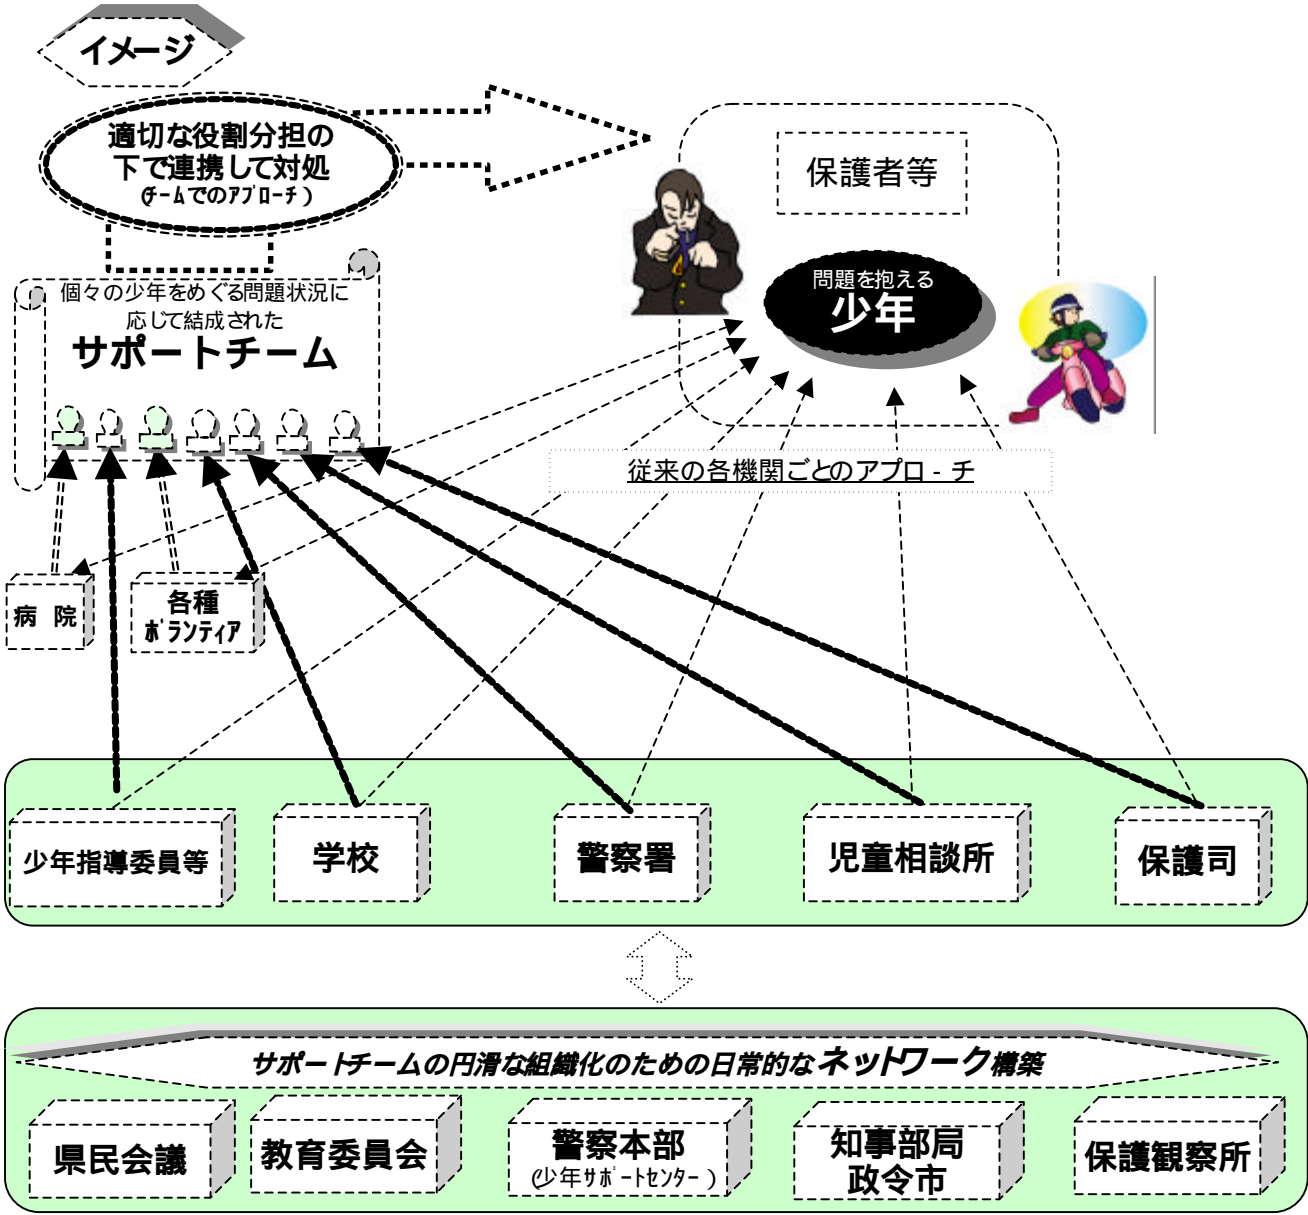 イメージ
適切な役割分担の
下で連携して対処
(チームでのアプローチ)
保護者等
問題を抱える
少年
個々の少年をめぐる問題状況に
応じて結成された
サポートチーム
従来の各機関ごとのアプロ-チ
病 院
各種
ボランティア
少年指導委員等
学校
警察署
児童相談所
保護司
サポートチームの円滑な組織化のための日常的なネットワーク構築
県民会議
教育委員会
警察本部
(少年サポートセンター)
知事部局
政令市
保護観察所